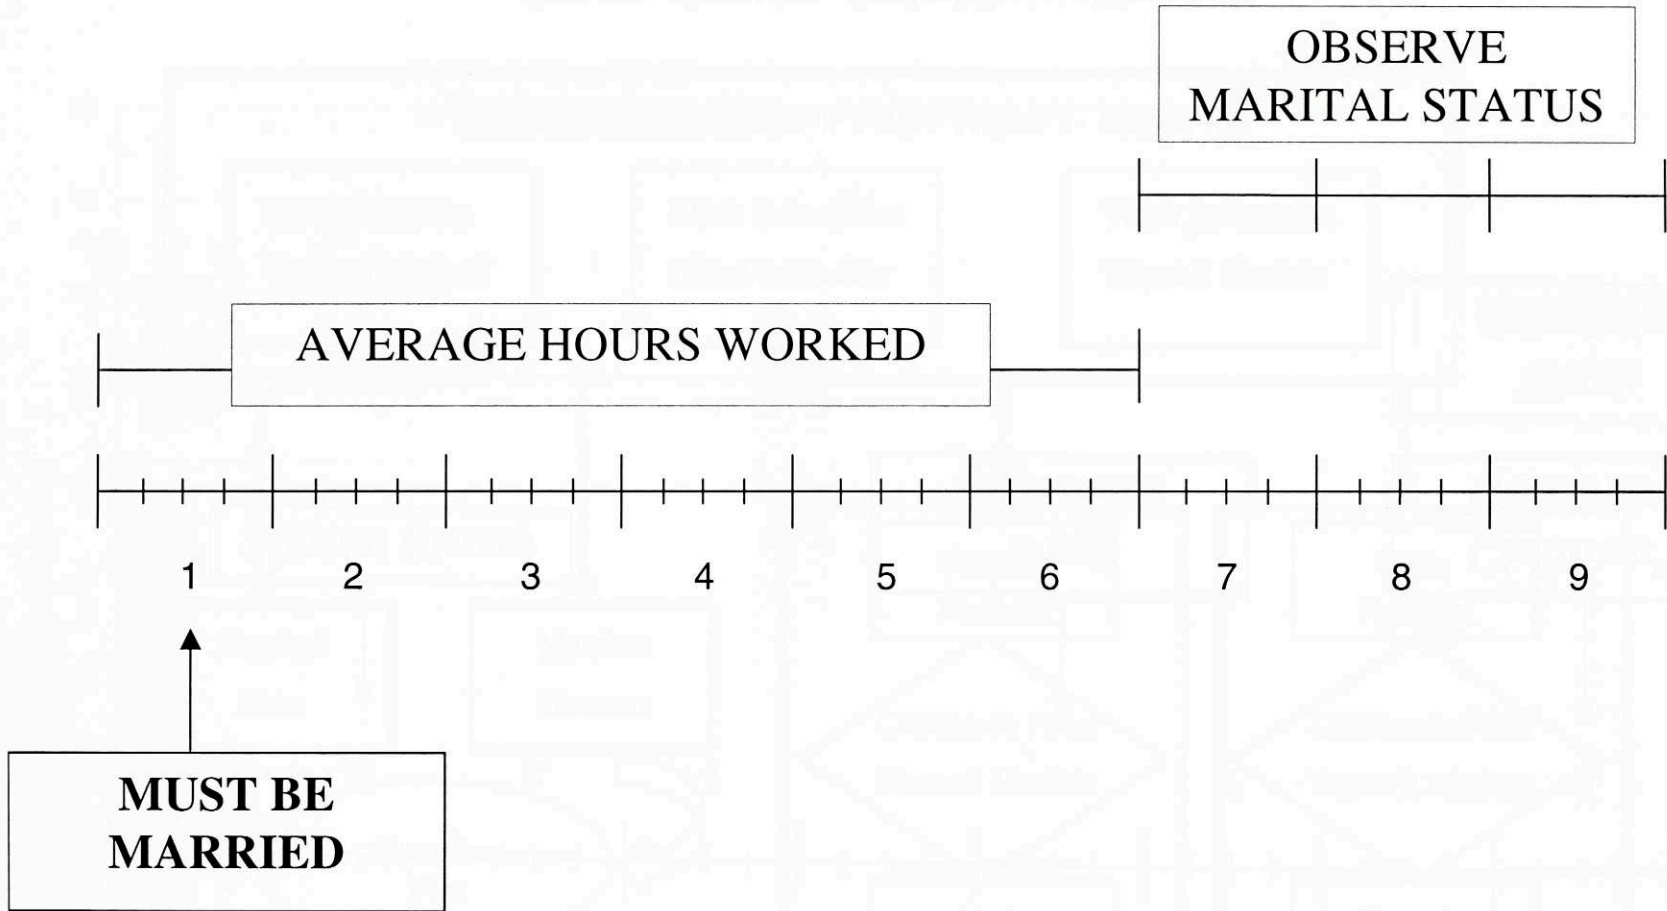 OBSERVE
MARITAL STATUS
AVERAGE HOURS WORKED
1 2 3 4 5 6 7 8 9
MUST BE
MARRIED